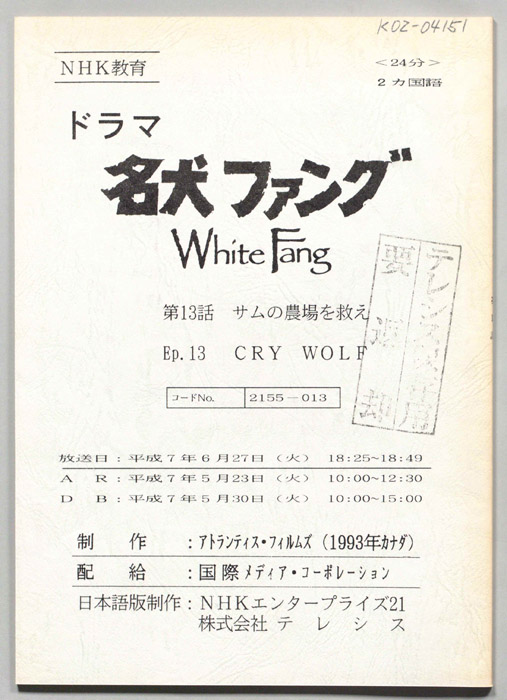 KO2-04151
NHK教育
<24分>
2カ国語
ドラマ
名犬ファング
White Fang
第13話 サムの農場を救え
Ep.13 CRY WOLF
コードNo. 2155-013
放送日:平成7年6月27日(火) 18:25~18:49
A R:平成7年5月23日(火) 10:00~12:30
D B:平成7年5月30日(火) 10:00~15:00
制 作 :アトランティス・フィルムズ (1993年カナダ)
配 給 :国際メディア・コーポレーション
日本語版制作:NHKエンタープライズ21
株式会社 テレシス
要返却